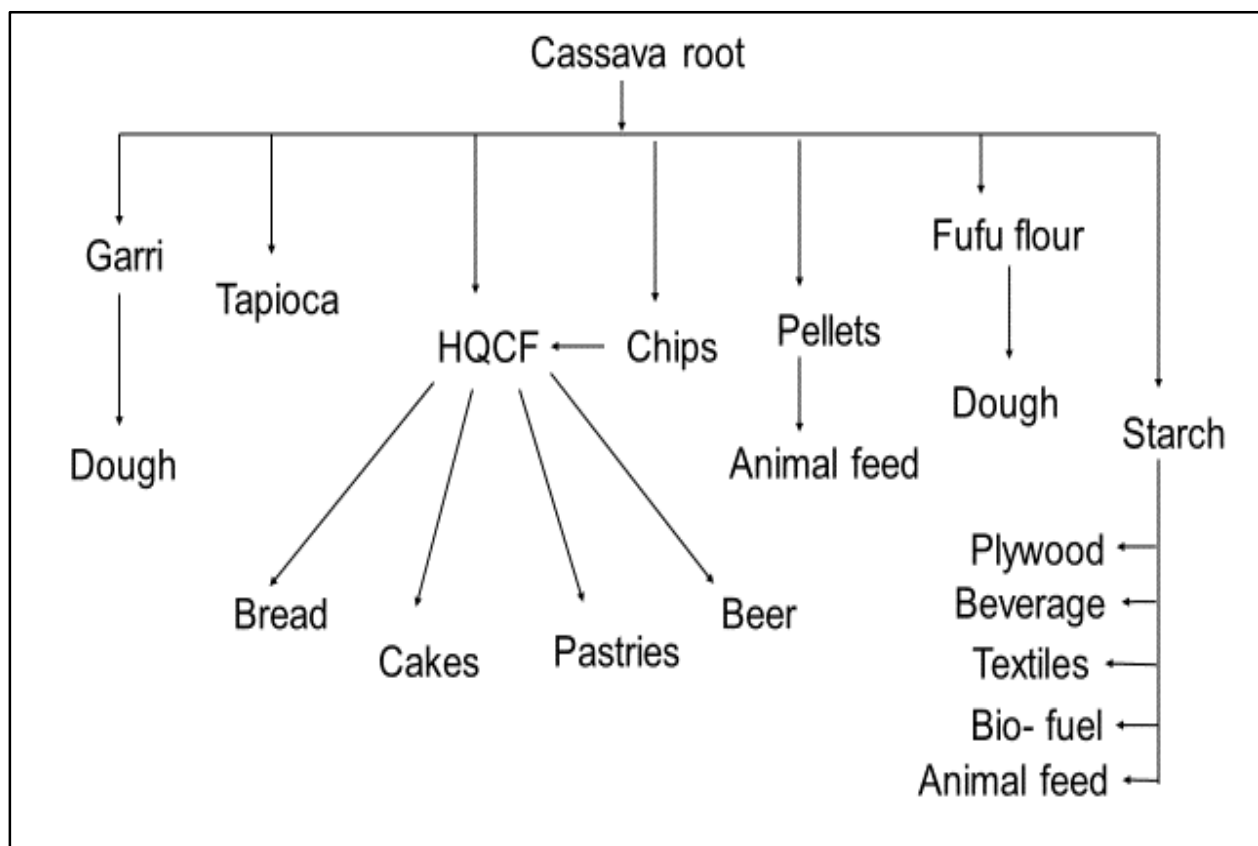 Cassava root
Garri
Tapioca
HQCF
Chips
Pellets
Fufu flour
Starch
Dough
Animal feed
Dough
Bread
Cakes
Pastries
Beer
Plywood
Beverage
Textiles
Bio- fuel
Animal feed